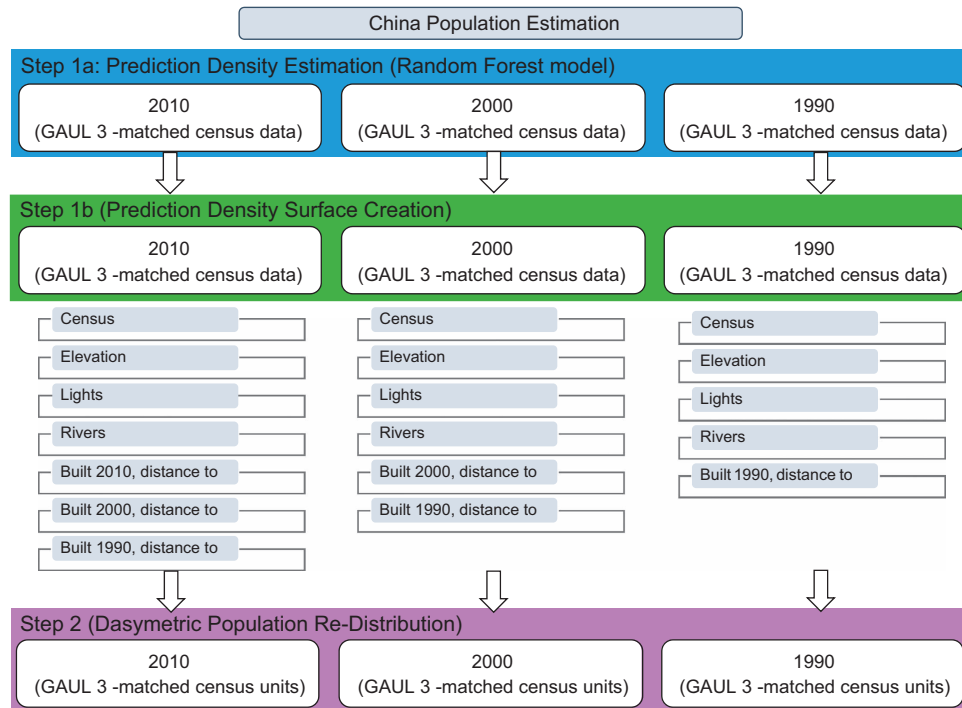 China Population Estimation
Step 1a: Prediction Density Estimation (Random Forest model)
2010
(GAUL 3 -matched census data)
2000
(GAUL 3 -matched census data)
1990
(GAUL 3 -matched census data)
Step 1b (Prediction Density Surface Creation)
2010
(GAUL 3 -matched census data)
2000
(GAUL 3 -matched census data)
1990
(GAUL 3 -matched census data)
Census
Elevation
Lights
Rivers
Built 2010, distance to
Built 2000, distance to
Built 1990, distance to
Census
Elevation
Lights
Rivers
Built 2000, distance to
Built 1990, distance to
Census
Elevation
Lights
Rivers
Built 1990, distance to
Step 2 (Dasymetric Population Re-Distribution)
2010
(GAUL 3 -matched census units)
2000
(GAUL 3 -matched census units)
1990
(GAUL 3 -matched census units)